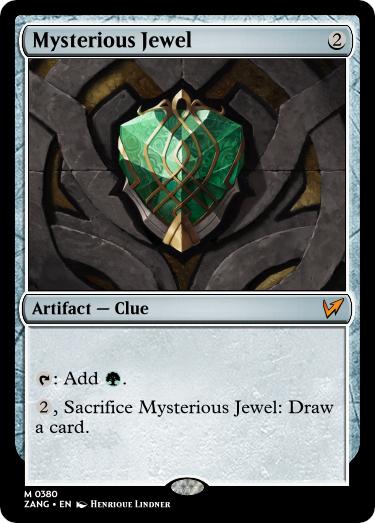 Mysterious Jewel 2
Artifact — Clue
: Add .
2, Sacrifice Mysterious Jewel: Draw
a card.
M 0380
ZANG • EN Henrique Lindner